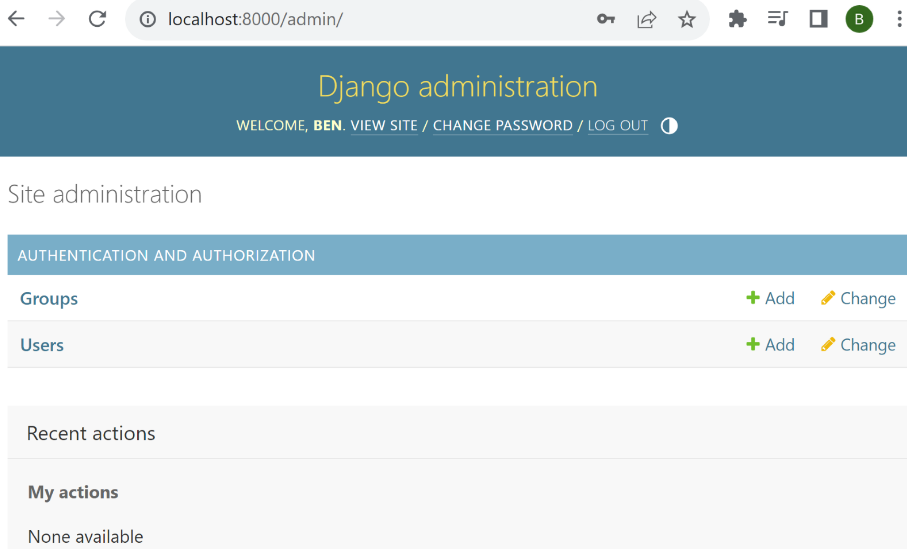 localhost:8000/admin/
B
Django administration
WELCOME, BEN. VIEW SITE / CHANGE PASSWORD / LOG OUT
Site administration
AUTHENTICATION AND AUTHORIZATION
Groups Add Change
Users Add Change
Recent actions
My actions
None available